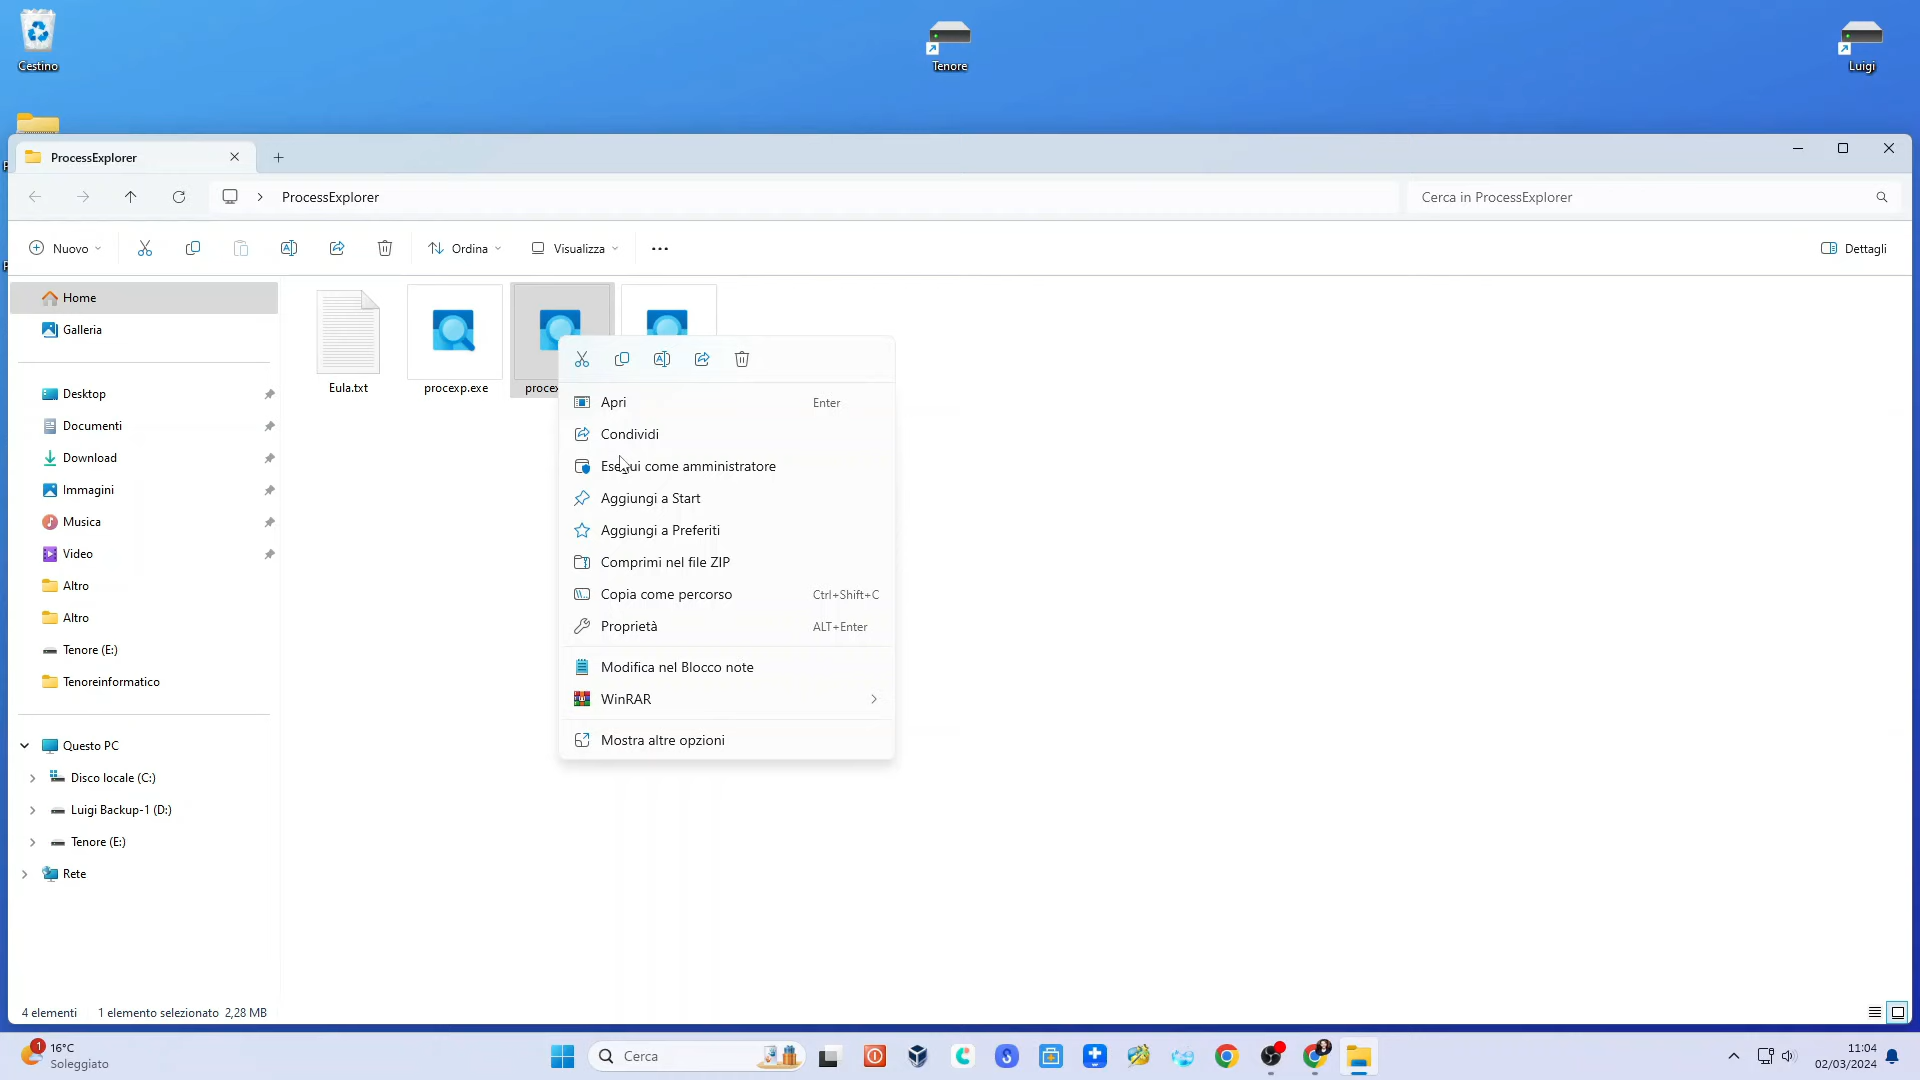 Cestino
Tenore
Luigi
ProcessExplorer
ProcessExplorer
Cerca in ProcessExplorer
Nuovo
Ordina
Visualizza
Dettagli
Home
Galleria
Desktop
Documenti
Download
Immagini
Musica
Video
Altro
Altro
Tenore (E:)
Tenoreinformatico
Questo PC
Disco locale (C:)
Luigi Backup-1 (D:)
Tenore (E:)
Rete
Eula.txt
procexp.exe
Apri Enter
Condividi
Esegui come amministratore
Aggiungi a Start
Aggiungi a Preferiti
Comprimi nel file ZIP
Copia come percorso Ctrl+Shift+C
Proprietà ALT+Enter
Modifica nel Blocco note
WinRAR
Mostra altre opzioni
4 elementi 1 elemento selezionato 2,28 MB
1
16°C
Soleggiato
Cerca
11:04
02/03/2024